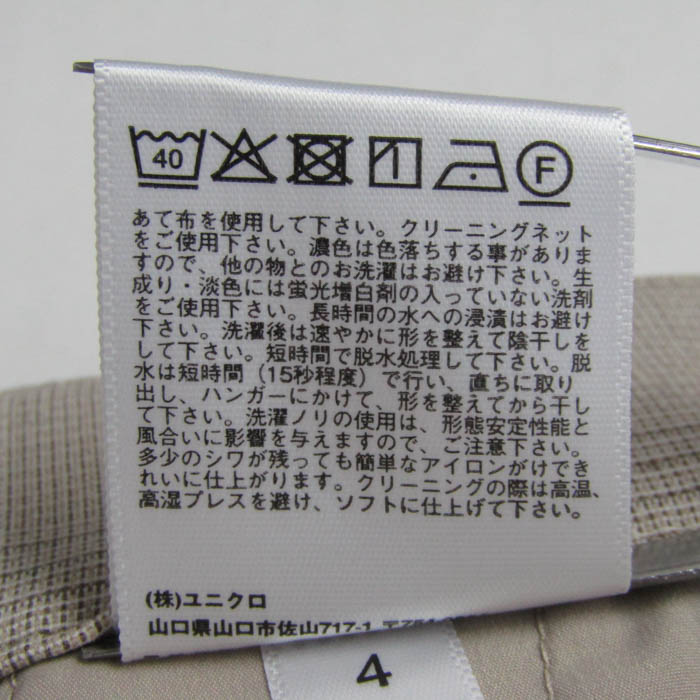 40
F
あて布を使用して下さい。クリーニングネット
をご使用下さい。濃色は色落ちする事がありま
すので、他の物とのお洗濯はお避け下さい。生
成り・淡色には蛍光増白剤の入っていない洗剤
をご使用下さい。長時間の水への浸漬はお避け
下さい。洗濯後は速やかに形を整えて陰干しを
して下さい。短時間で脱水処理して下さい。脱
水は短時間（15秒程度）で行い、直ちに取り
出し、ハンガーにかけて、形を整えてから干し
て下さい。洗濯ノリの使用は、形態安定性能と
風合いに影響を与えますので、ご注意下さい。
多少のシワが残っても簡単なアイロンがけでき
れいに仕上がります。クリーニングの際は高温、
高湿プレスを避け、ソフトに仕上げて下さい。
(株)ユニクロ
山口県山口市佐山717-1
4